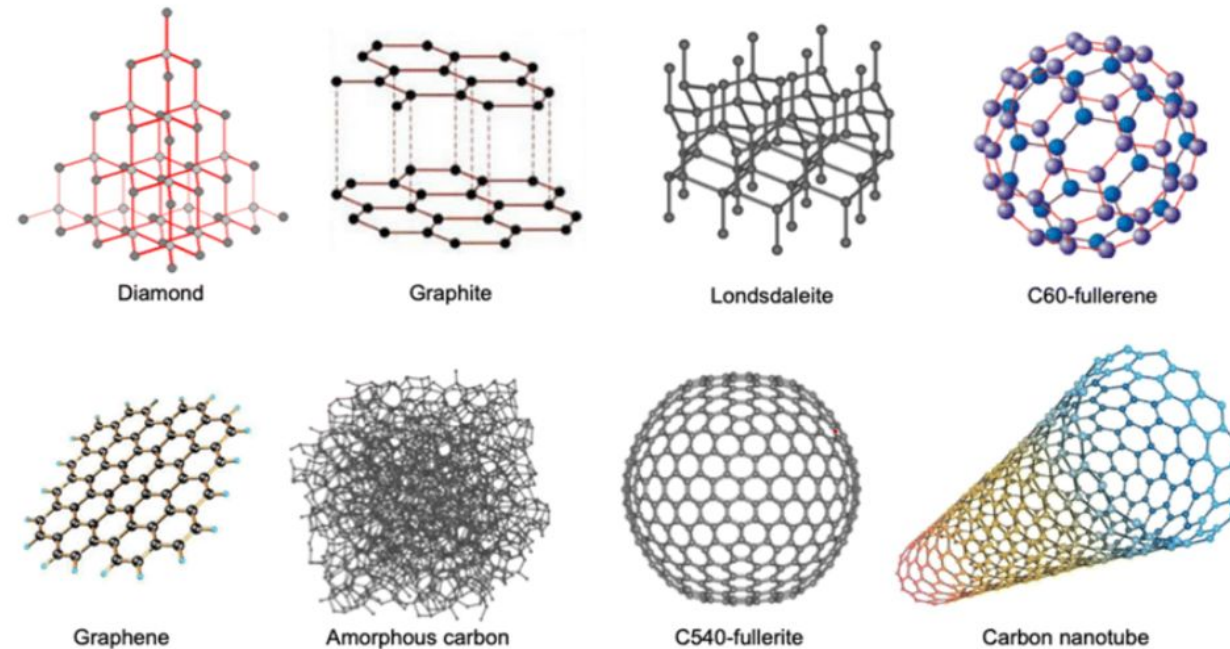 Diamond
Graphite
Londsdaleite
C60-fullerene
Graphene
Amorphous carbon
C540-fullerite
Carbon nanotube